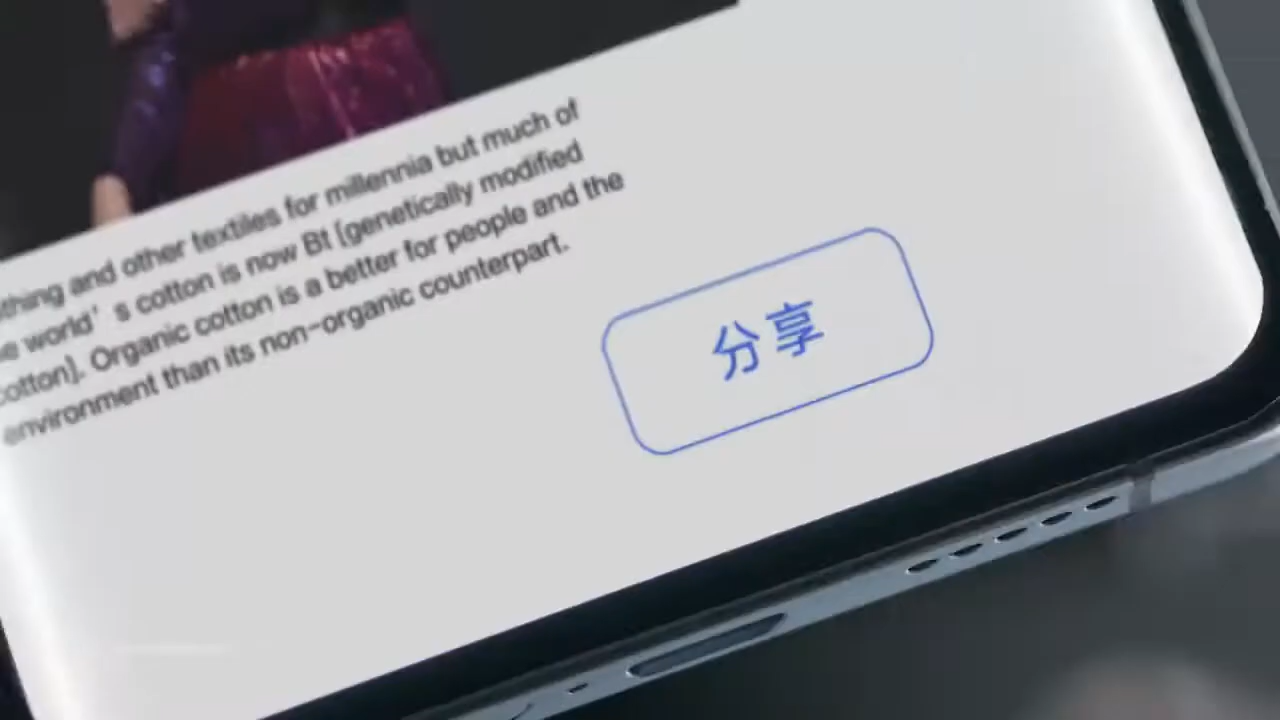 thing and other textiles for millennia but much of
e world's cotton is now Bt [genetically modified
cotton]. Organic cotton is a better for people and the
environment than its non-organic counterpart.
分享